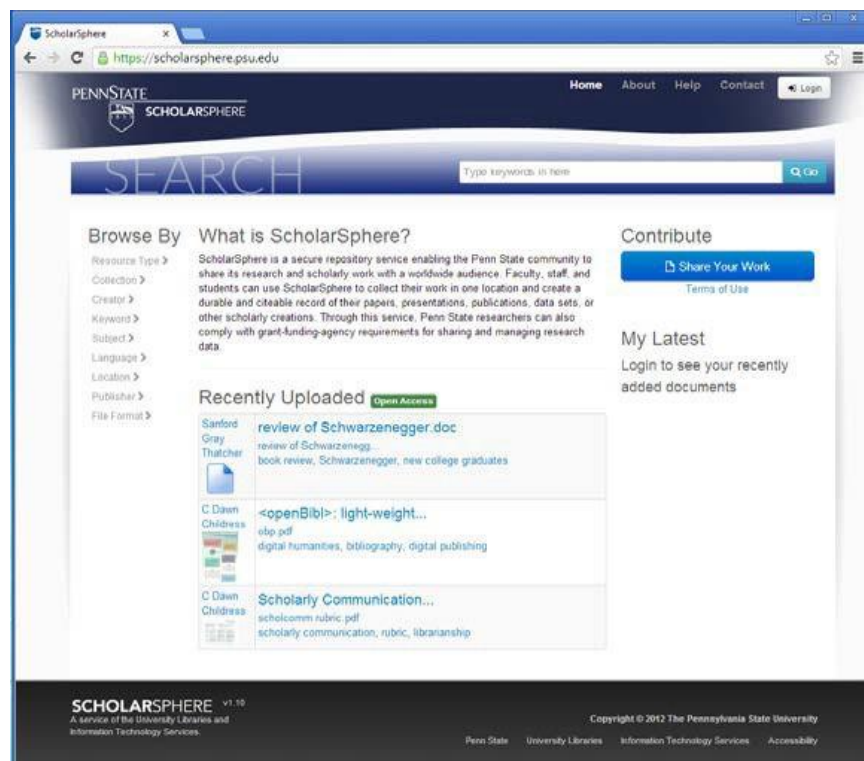 ScholarSphere
https://scholarsphere.psu.edu
PENNSTATE
SCHOLARSPHERE
Home About Help Contact Login
SEARCH
Type keywords in here
Go
Browse By
Resource Type
Collection
Creator
Keyword
Subject
Language
Location
Publisher
File Format
What is ScholarSphere?
ScholarSphere is a secure repository service enabling the Penn State community to
share its research and scholarly work with a worldwide audience. Faculty, staff, and
students can use ScholarSphere to collect their work in one location and create a
durable and citeable record of their papers, presentations, publications, data sets, or
other scholarly creations. Through this service, Penn State researchers can also
comply with grant-funding-agency requirements for sharing and managing research
data.
Recently Uploaded Open Access
Sanford
Gray
Thatcher
review of Schwarzenegger.doc
review of Schwarzenegg...
book review, Schwarzenegger, new college graduates
C Dawn
Childress
<openBibl>: light-weight...
obp.pdf
digital humanities, bibliography, digital publishing
C Dawn
Childress
Scholarly Communication...
scholcomm rubric.pdf
scholarly communication, rubric, librarianship
Contribute
Share Your Work
Terms of Use
My Latest
Login to see your recently
added documents
SCHOLARSPHERE v1.10
A service of the University Libraries and
Information Technology Services.
Copyright © 2012 The Pennsylvania State University
Penn State University Libraries Information Technology Services Accessibility